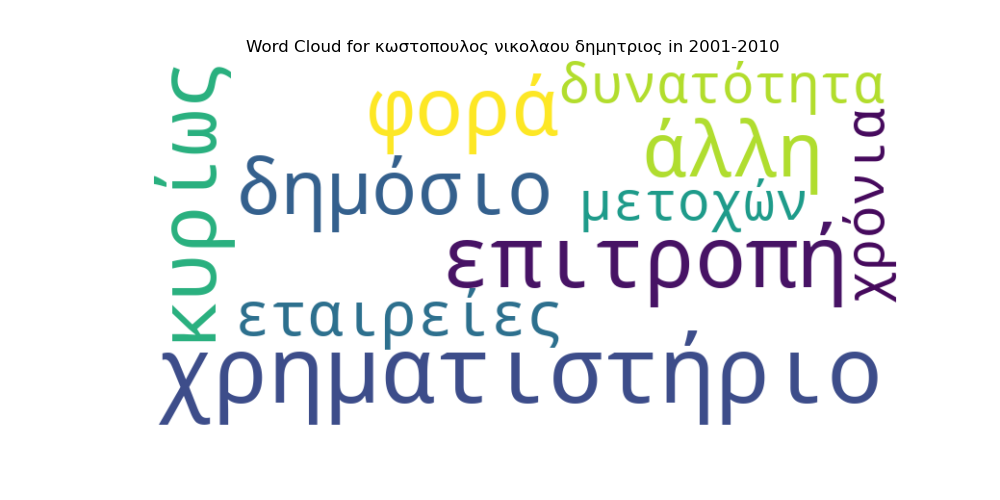 Word Cloud for κωστοπουλος νικολαου δημητριος in 2001-2010
κυρίως
φορά
δυνατότητα
άλλη
χρόνια
δημόσιο
μετοχών
επιτροπή
εταιρείες
χρηματιστήριο